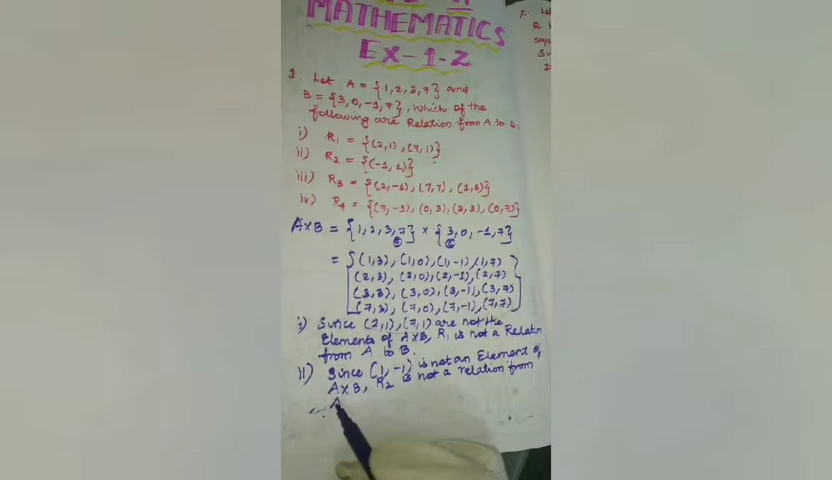 MATHEMATICS
EX-1-2
1. Let A = {1,2,3,7} and
B = {3,0,-1,7}, which of the
following are Relation from A to B.
i) R1 = {(2,1), (7,1)}
ii) R2 = {(-1,1)}
iii) R3 = {(2,-1), (7,7), (1,3)}
iv) R4 = {(7,-1), (0,3), (3,3), (0,7)}
AxB = {1,2,3,7} x {3,0,-1,7}
= {(1,3), (1,0), (1,-1), (1,7)
(2,3), (2,0), (2,-1), (2,7)
(3,3), (3,0), (3,-1), (3,7)
(7,3), (7,0), (7,-1), (7,7)}
i) Since (2,1), (7,1) are not the
Elements of AxB, R1 is not a Relation
from A to B.
ii) Since (1,-1) is not an Element of
AxB, R2 is not a relation from
A